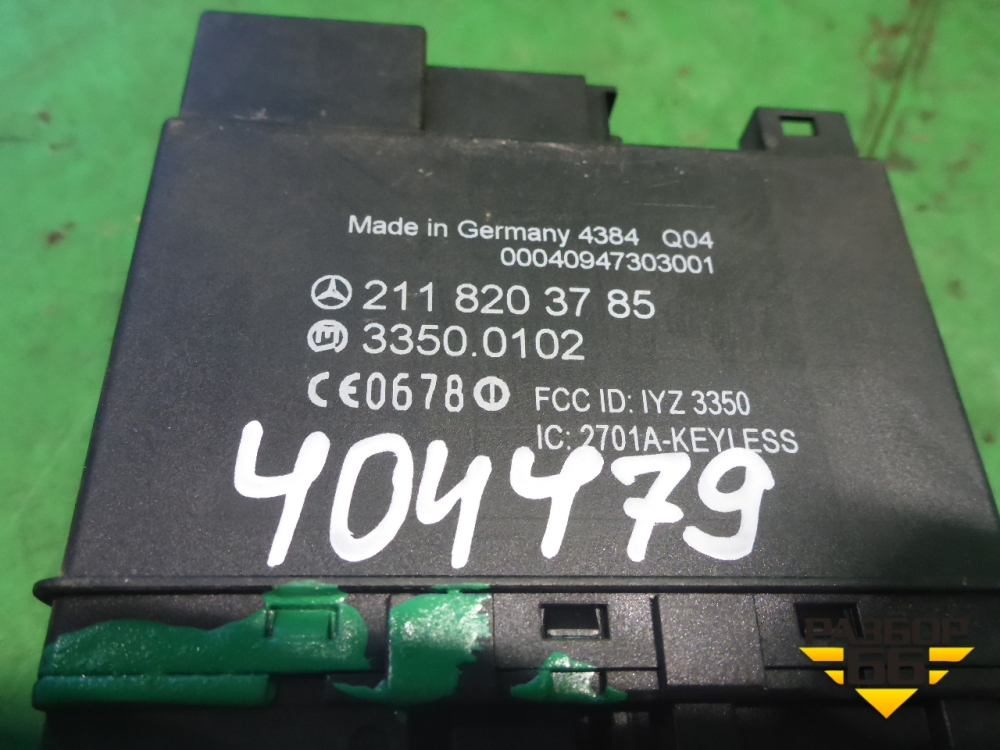 Made in Germany 4384 Q04
00040947303001
211 820 37 85
3350.0102
CE0678
FCC ID: IYZ 3350
IC: 2701A-KEYLESS
404479
РАЗБОР
66